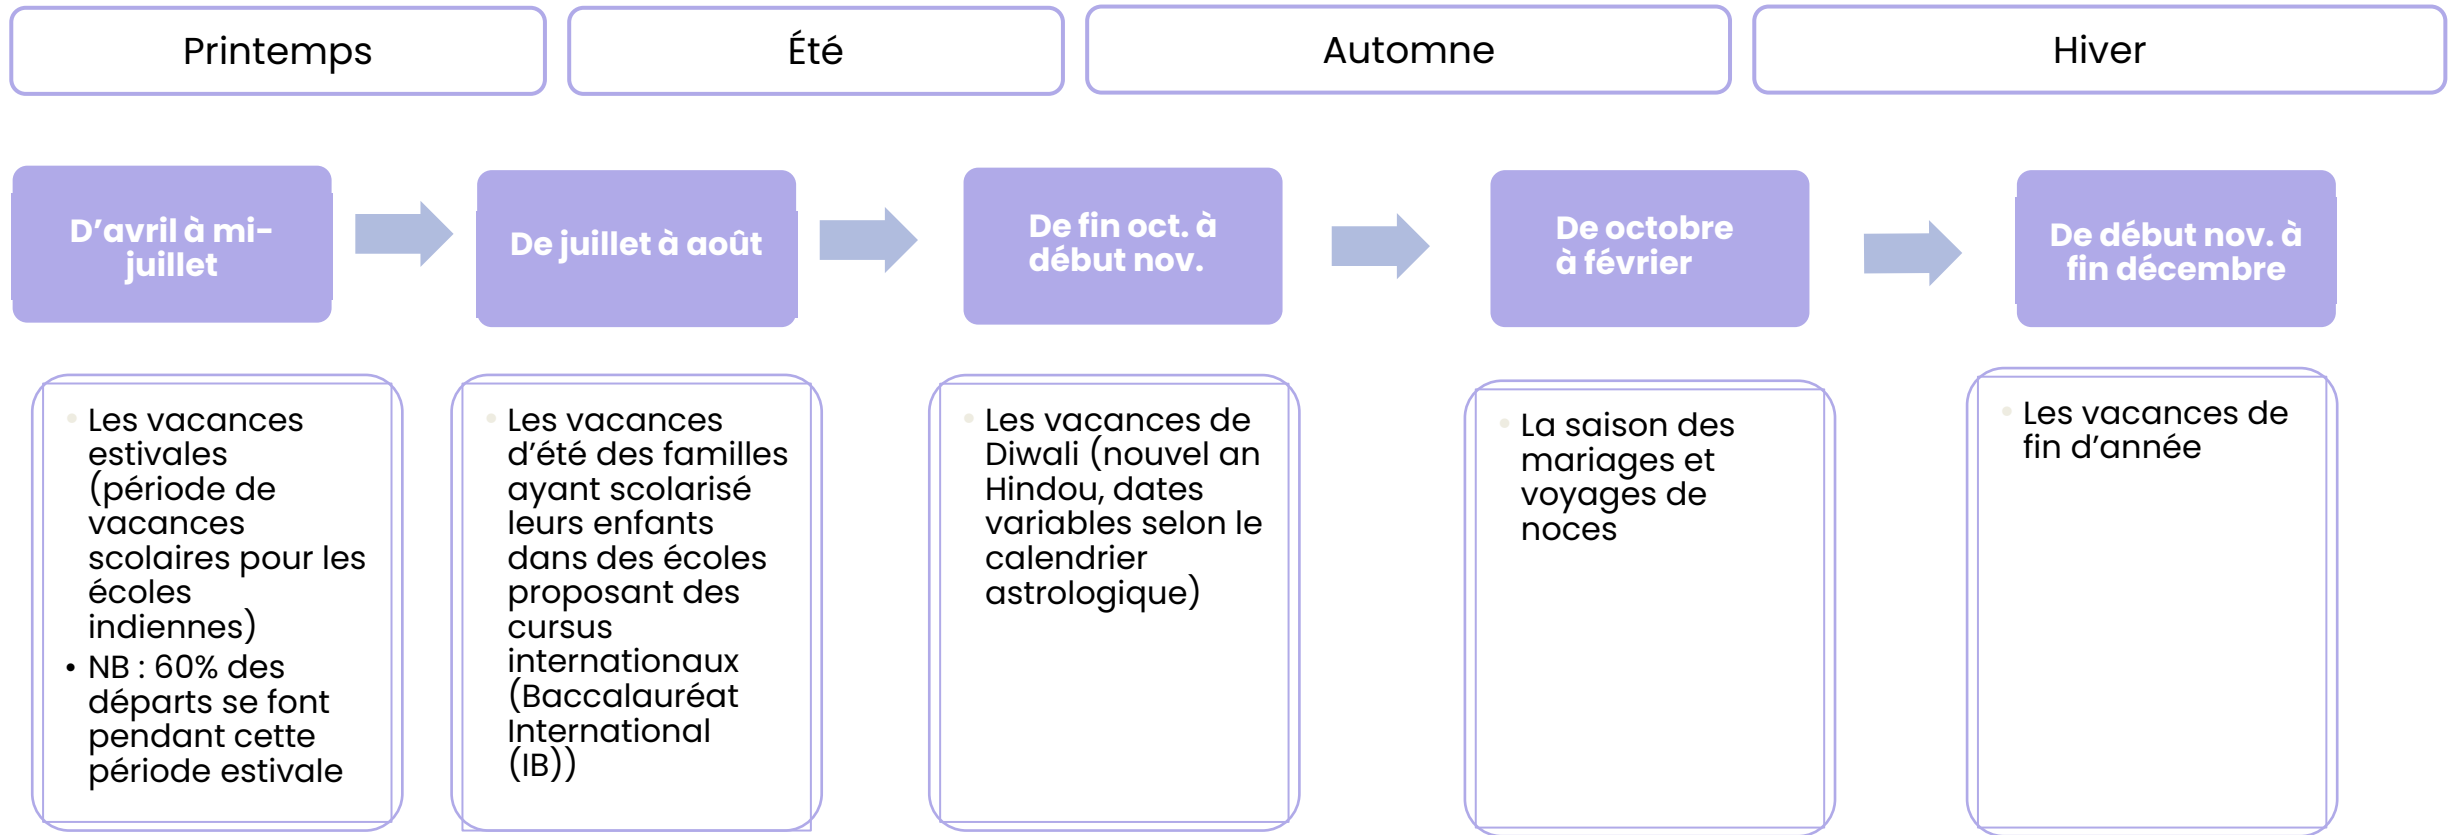 Printemps
Été
Automne
Hiver
D’avril à mi-
juillet
De juillet à août
De fin oct. à
début nov.
De octobre
à février
De début nov. à
fin décembre
• Les vacances
estivales
(période de
vacances
scolaires pour les
écoles
indiennes)
• NB : 60% des
départs se font
pendant cette
période estivale
• Les vacances
d’été des familles
ayant scolarisé
leurs enfants
dans des écoles
proposant des
cursus
internationaux
(Baccalauréat
International
(IB))
• Les vacances de
Diwali (nouvel an
Hindou, dates
variables selon le
calendrier
astrologique)
• La saison des
mariages et
voyages de
noces
• Les vacances de
fin d’année